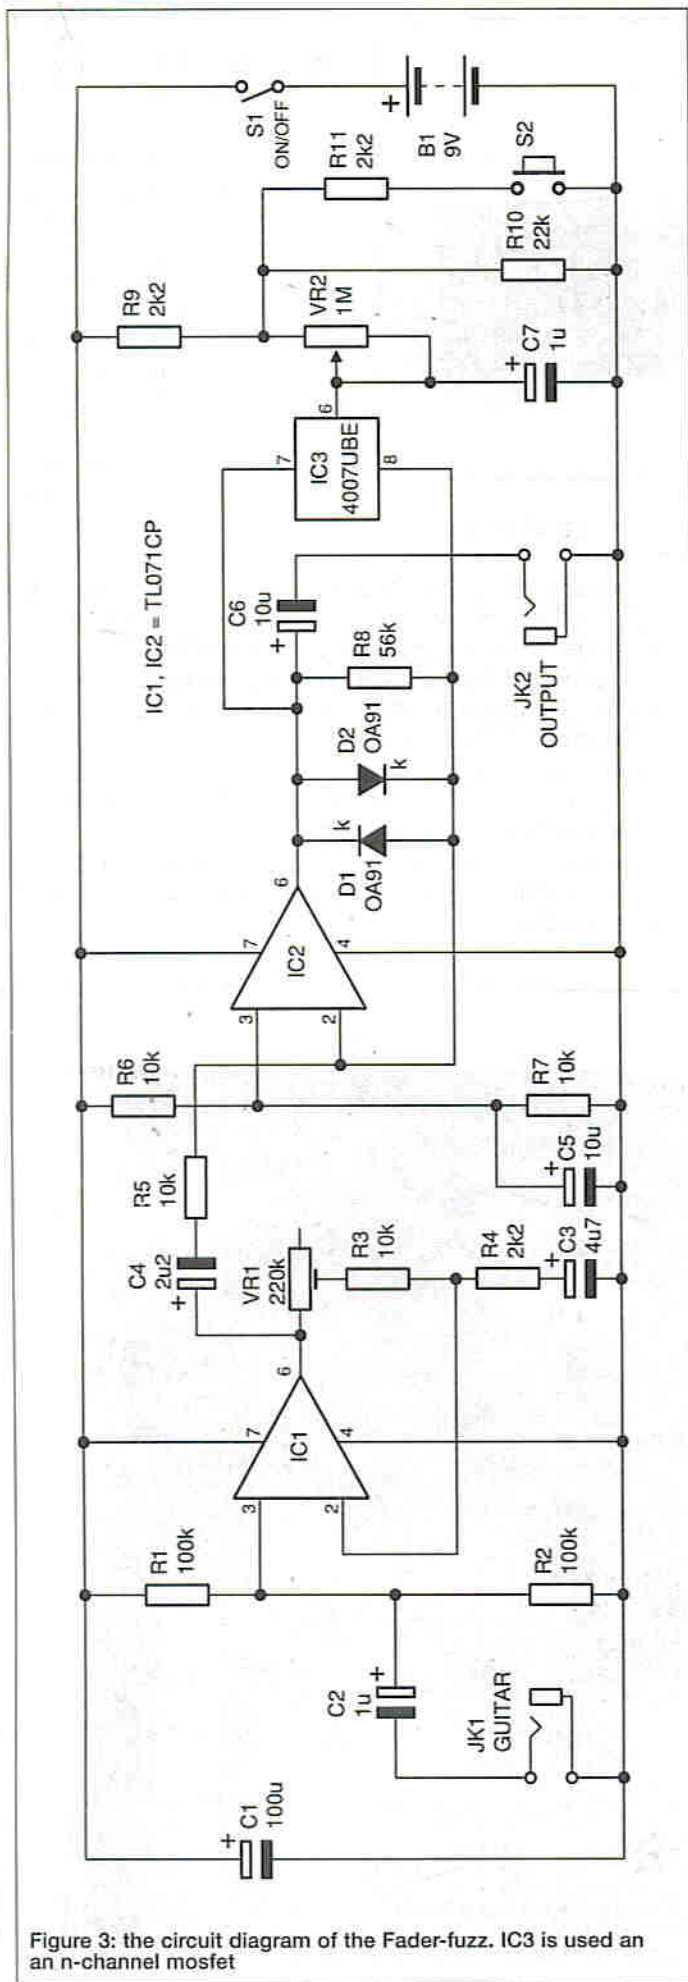 S1
ON/OFF
+
B1
9V
R11
2k2
S2
R10
22k
R9
2k2
VR2
1M
+
C7
1u
6
7
IC3
4007UBE
8
IC1, IC2 = TL071CP
C6
10u
+
R8
56k
JK2
OUTPUT
D2
OA91
k
k
D1
OA91
6
7
IC2
4
3
2
R6
10k
R7
10k
+
C5
10u
R5
10k
C4
2u2
+
VR1
220k
R3
10k
R4
2k2
+
C3
4u7
6
7
IC1
4
3
2
R1
100k
R2
100k
C2
1u
+
JK1
GUITAR
+
C1
100u
Figure 3: the circuit diagram of the Fader-fuzz. IC3 is used an
an n-channel mosfet